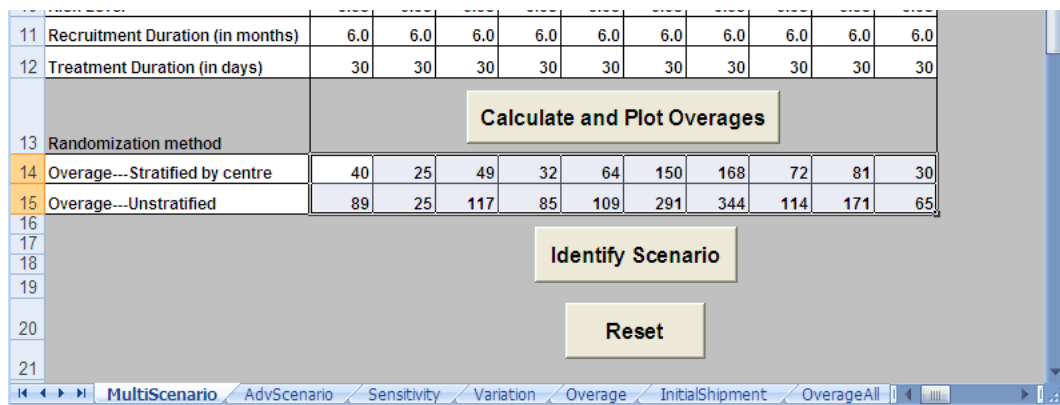 11 Recruitment Duration (in months) 6.0 6.0 6.0 6.0 6.0 6.0 6.0 6.0 6.0 6.0
12 Treatment Duration (in days) 30 30 30 30 30 30 30 30 30 30
Calculate and Plot Overages
13 Randomization method
14 Overage---Stratified by centre 40 25 49 32 64 150 168 72 81 30
15 Overage---Unstratified 89 25 117 85 109 291 344 114 171 65
16
17
Identify Scenario
18
19
20 Reset
21
MultiScenario AdvScenario Sensitivity Variation Overage InitialShipment OverageAll